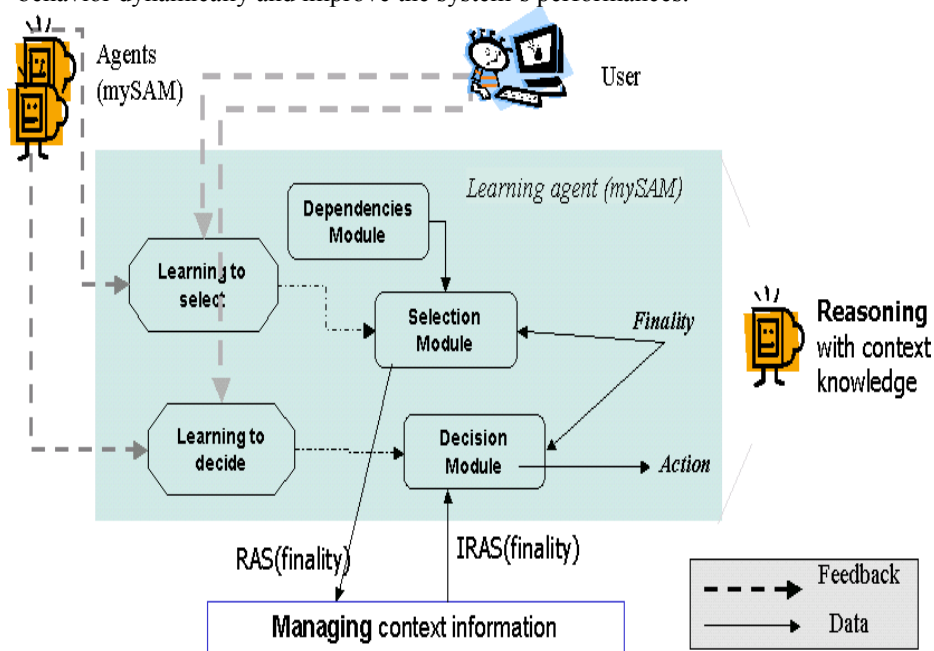 behavior dynamically and improve the system's performances.
Agents
(mySAM)
User
Learning agent (mySAM)
Dependencies
Module
Learning to
select
Selection
Module
Finality
Reasoning
with context
knowledge
Learning to
decide
Decision
Module
Action
RAS(finality)
IRAS(finality)
Managing context information
Feedback
Data